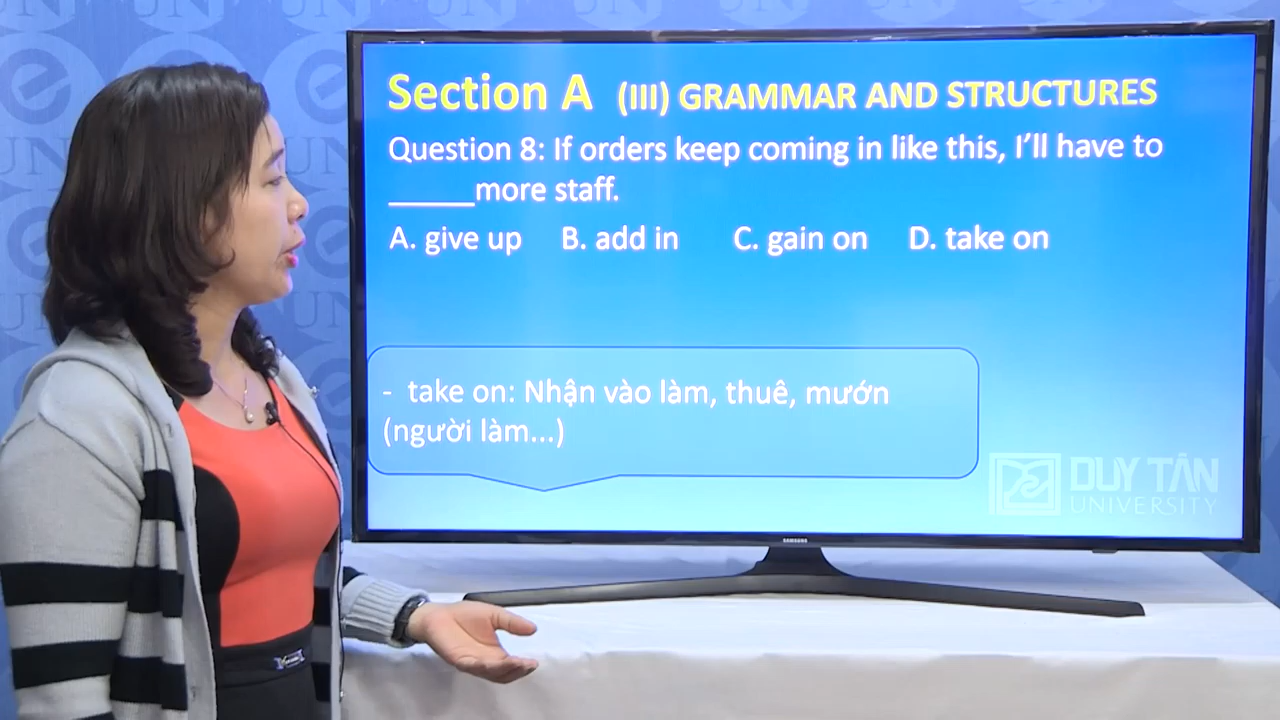 Section A (III) GRAMMAR AND STRUCTURES
Question 8: If orders keep coming in like this, I’ll have to
_____more staff.
A. give up B. add in C. gain on D. take on
- take on: Nhận vào làm, thuê, mướn
(người làm...)
DUY TÂN
UNIVERSITY
SAMSUNG